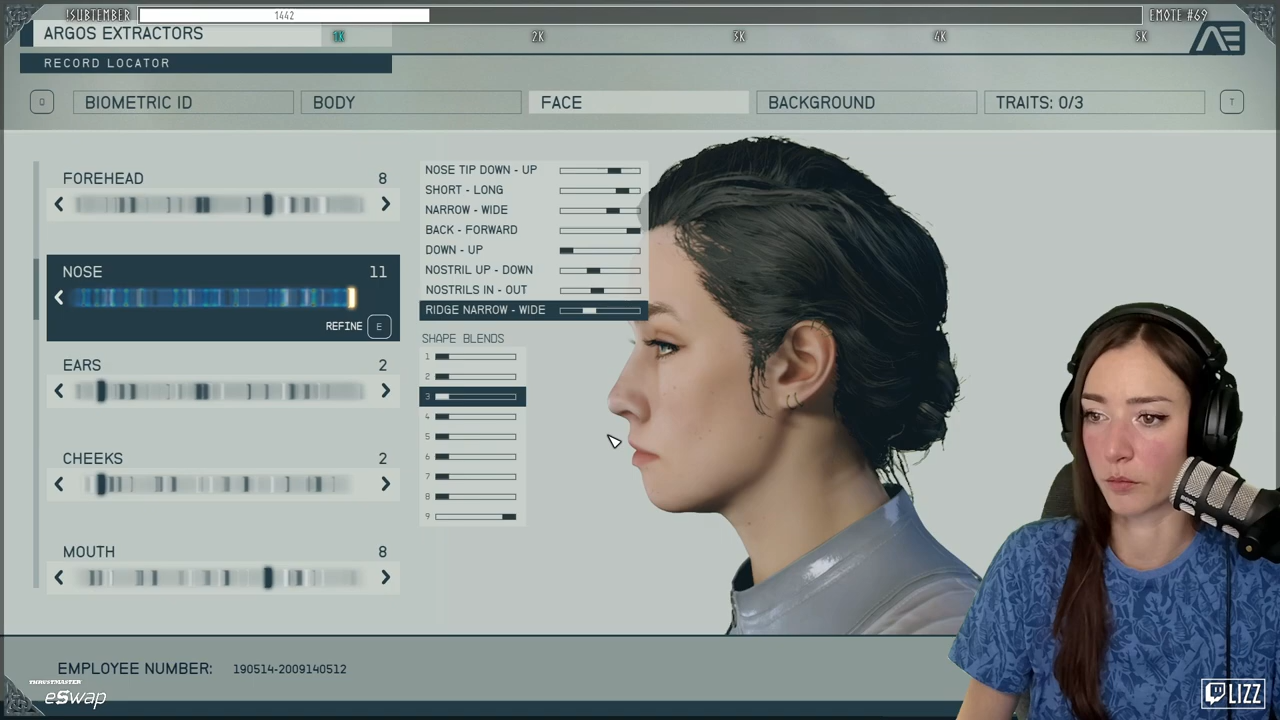 !SUBTEMBER
1442
EMOTE #69
1K
2K
3K
4K
5K
ARGOS EXTRACTORS
AE
RECORD LOCATOR
Q
BIOMETRIC ID
BODY
FACE
BACKGROUND
TRAITS: 0/3
T
FOREHEAD
8
NOSE
11
REFINE
E
EARS
2
CHEEKS
2
MOUTH
8
NOSE TIP DOWN - UP
SHORT - LONG
NARROW - WIDE
BACK - FORWARD
DOWN - UP
NOSTRIL UP - DOWN
NOSTRILS IN - OUT
RIDGE NARROW - WIDE
SHAPE BLENDS
1
2
3
4
5
6
7
8
9
RØDE
EMPLOYEE NUMBER: 190514-2009140512
THRUSTMASTER
eSwap
LIZZ